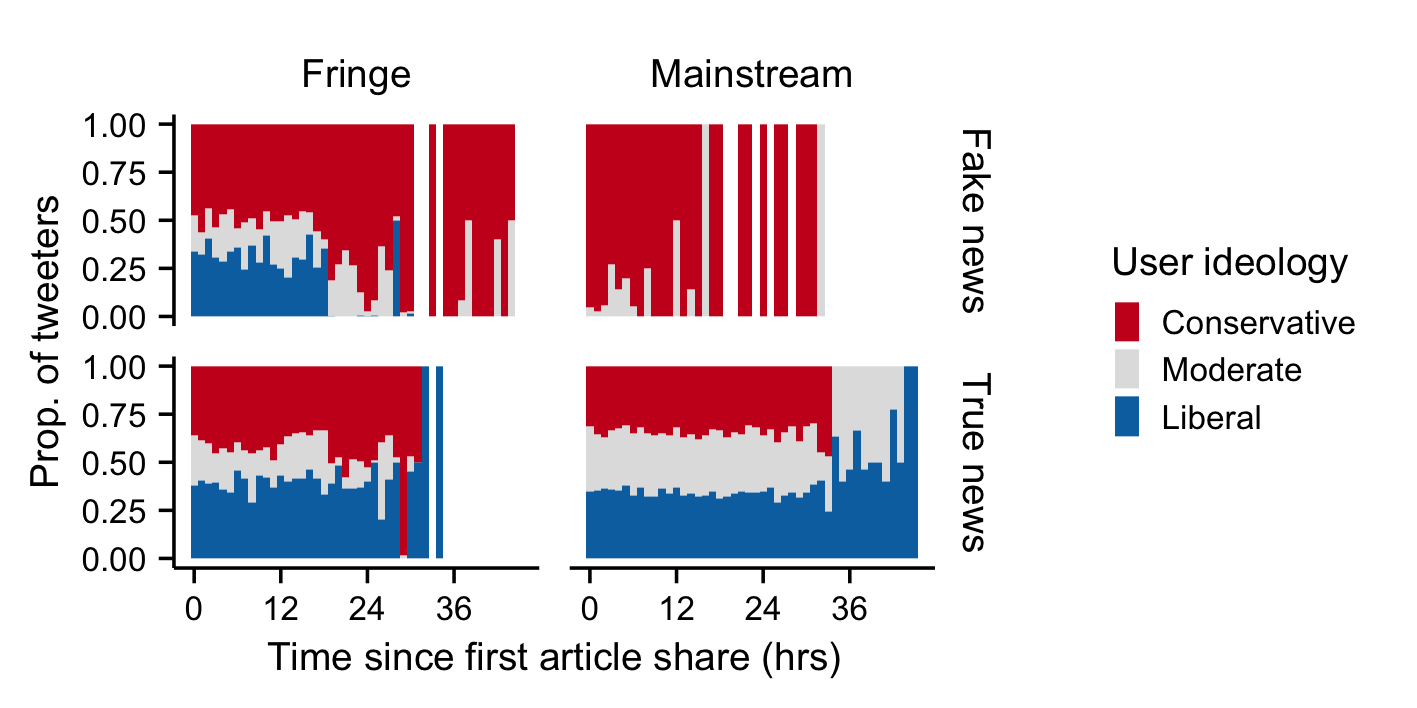 Fringe
Mainstream
1.00
0.75
0.50
0.25
0.00
Fake news
1.00
0.75
0.50
0.25
0.00
True news
Prop. of tweeters
0 12 24 36
0 12 24 36
Time since first article share (hrs)
User ideology
Conservative
Moderate
Liberal